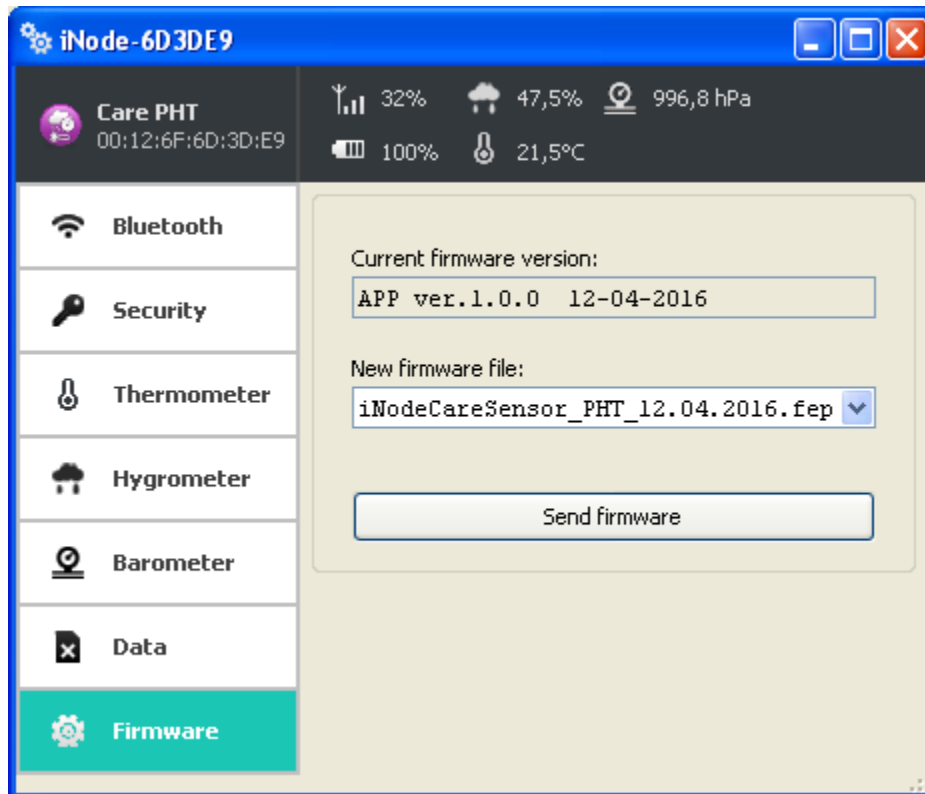 iNode-6D3DE9
Care PHT
00:12:6F:6D:3D:E9
32% 47,5% 996,8 hPa
100% 21,5°C
Bluetooth
Security
Thermometer
Hygrometer
Barometer
Data
Firmware
Current firmware version:
APP ver.1.0.0 12-04-2016
New firmware file:
iNodeCareSensor_PHT_12.04.2016.fep
Send firmware